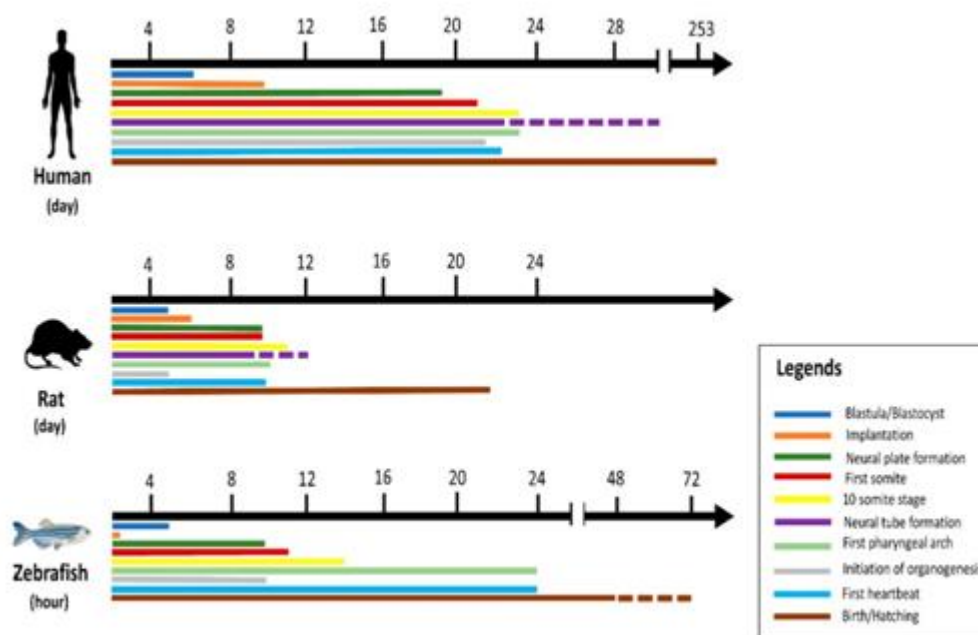 4 8 12 16 20 24 28 253
Human
(day)
4 8 12 16 20 24
Rat
(day)
4 8 12 16 20 24 48 72
Zebrafish
(hour)
Legends
Blastula/Blastocyst
Implantation
Neural plate formation
First somite
10 somite stage
Neural tube formation
First pharyngeal arch
Initiation of organogenesi
First heartbeat
Birth/Hatching